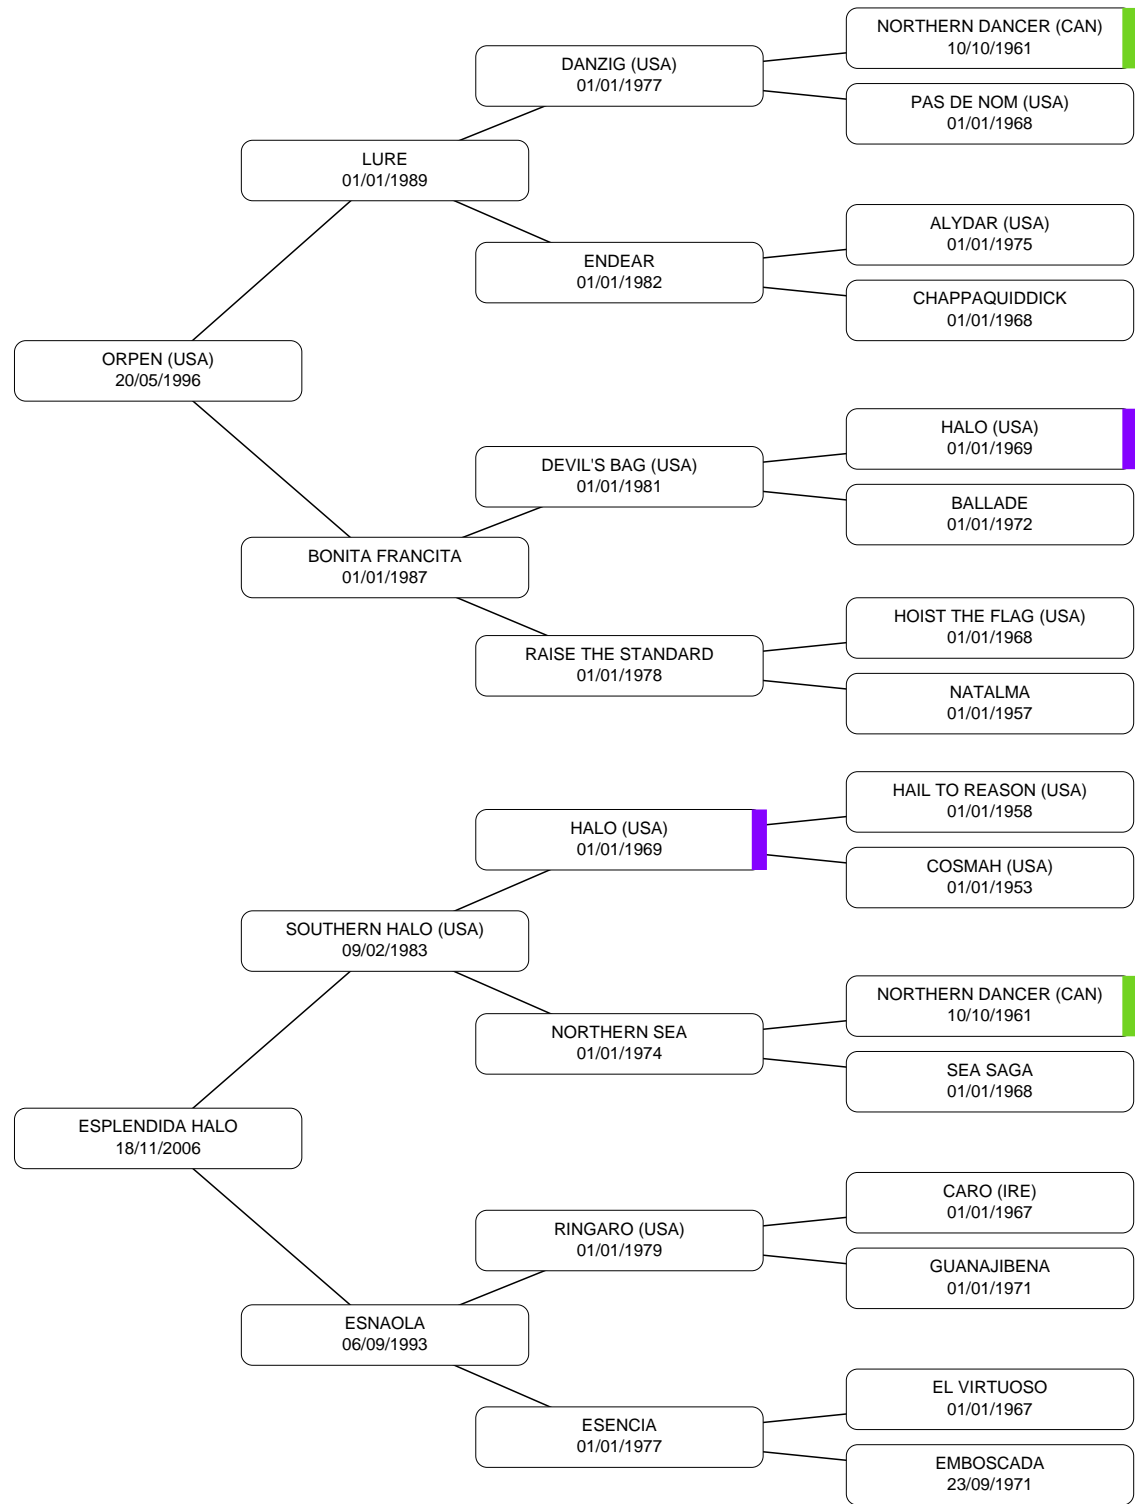 NORTHERN DANCER (CAN)
10/10/1961
DANZIG (USA)
01/01/1977
PAS DE NOM (USA)
01/01/1968
LURE
01/01/1989
ALYDAR (USA)
01/01/1975
ENDEAR
01/01/1982
CHAPPAQUIDDICK
01/01/1968
ORPEN (USA)
20/05/1996
HALO (USA)
01/01/1969
DEVIL'S BAG (USA)
01/01/1981
BALLADE
01/01/1972
BONITA FRANCITA
01/01/1987
HOIST THE FLAG (USA)
01/01/1968
RAISE THE STANDARD
01/01/1978
NATALMA
01/01/1957
HAIL TO REASON (USA)
01/01/1958
HALO (USA)
01/01/1969
COSMAH (USA)
01/01/1953
SOUTHERN HALO (USA)
09/02/1983
NORTHERN DANCER (CAN)
10/10/1961
NORTHERN SEA
01/01/1974
SEA SAGA
01/01/1968
ESPLENDIDA HALO
18/11/2006
CARO (IRE)
01/01/1967
RINGARO (USA)
01/01/1979
GUANAJIBENA
01/01/1971
ESNAOLA
06/09/1993
EL VIRTUOSO
01/01/1967
ESENCIA
01/01/1977
EMBOSCADA
23/09/1971